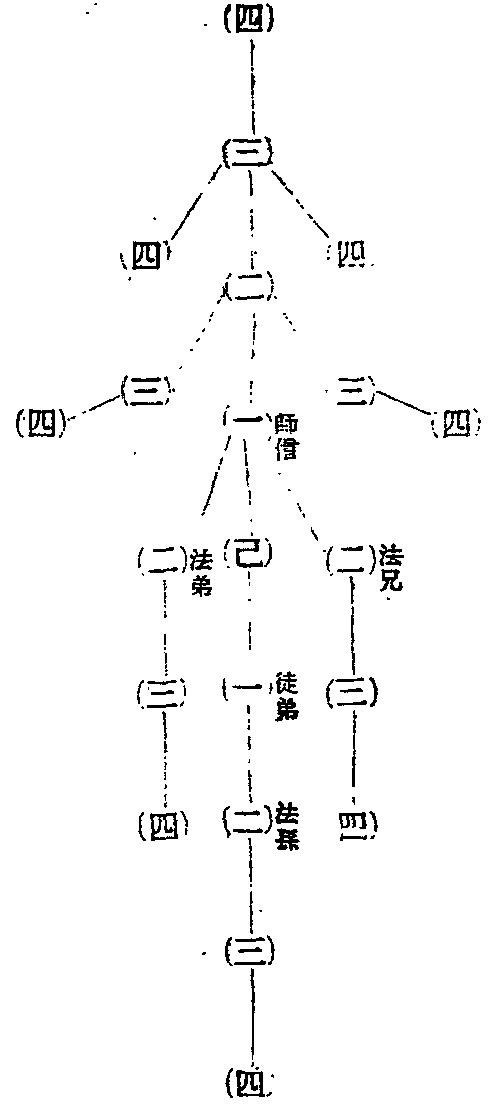 (四)
(三)
(四) (四)
(二)
(三) (三)
(四) (一)師僧 (四)
(二)法弟 (己) (二)法兄
(三) (一)徒弟 (三)
(四) (二)法孫 (四)
(三)
(四)